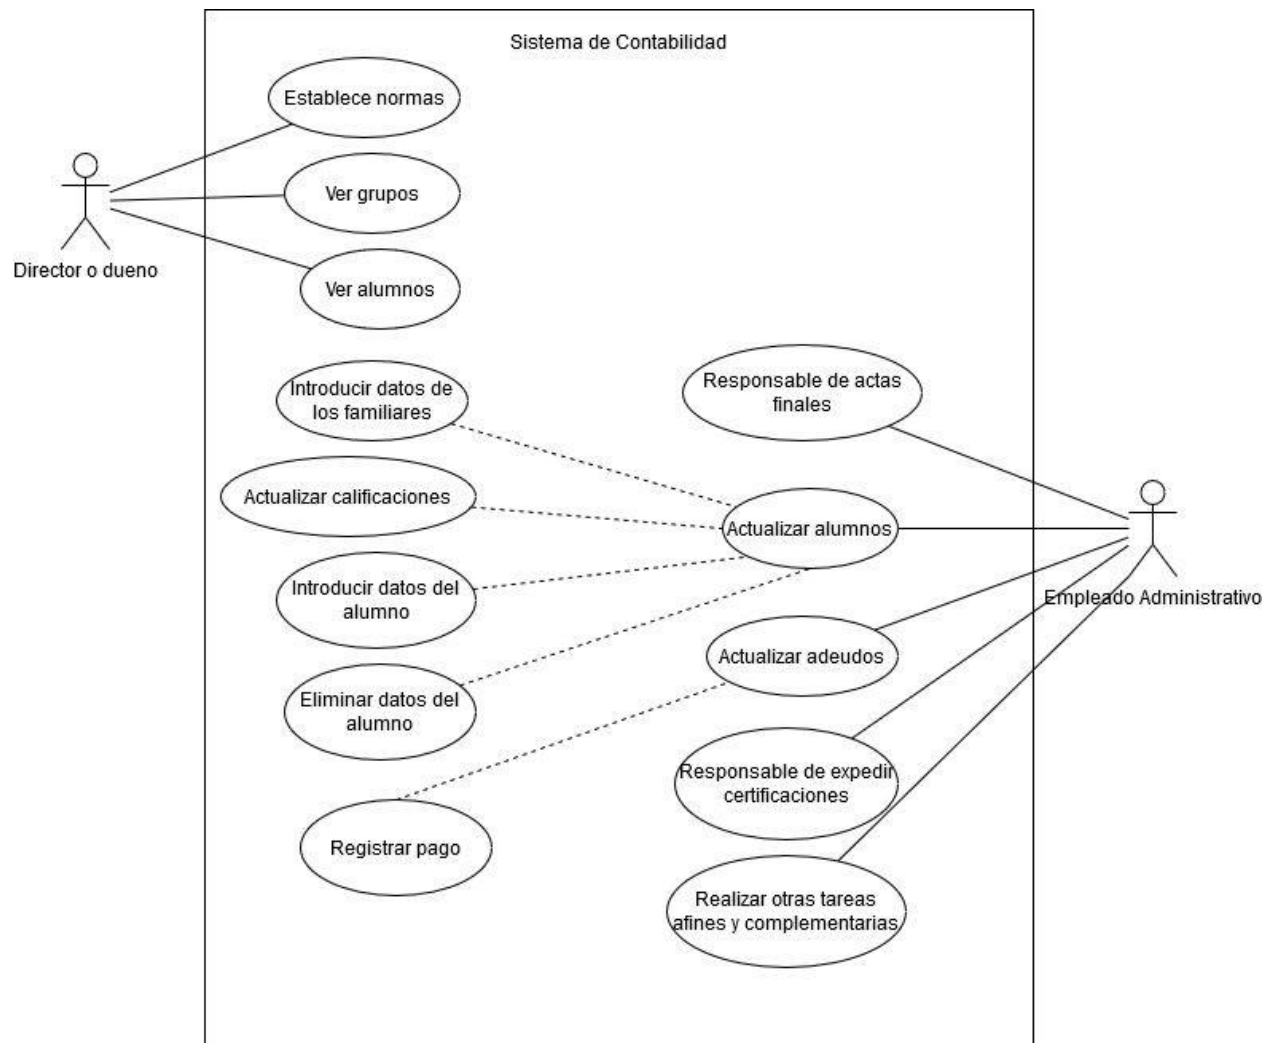 Sistema de Contabilidad
Establece normas
Ver grupos
Director o dueno
Ver alumnos
Introducir datos de
los familiares
Responsable de actas
finales
Actualizar calificaciones
Actualizar alumnos
Introducir datos del
alumno
Empleado Administrativo
Actualizar adeudos
Eliminar datos del
alumno
Responsable de expedir
certificaciones
Registrar pago
Realizar otras tareas
afines y complementarias